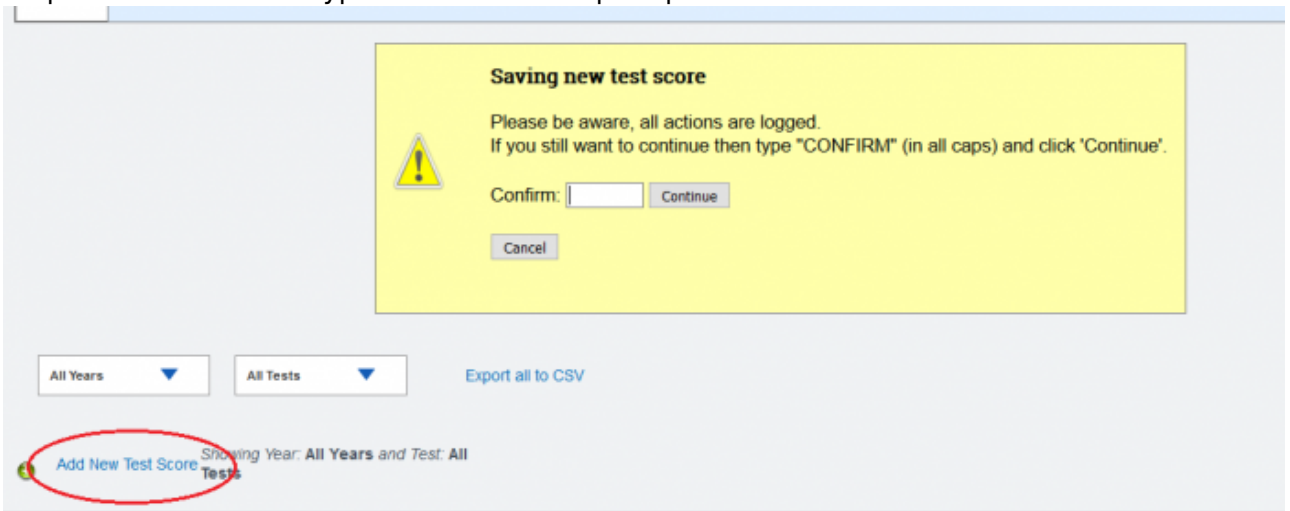 Saving new test score
Please be aware, all actions are logged.
If you still want to continue then type "CONFIRM" (in all caps) and click 'Continue'.
Confirm: Continue
Cancel
All Years All Tests Export all to CSV
Add New Test Score Showing Year: All Years and Test: All
Tests